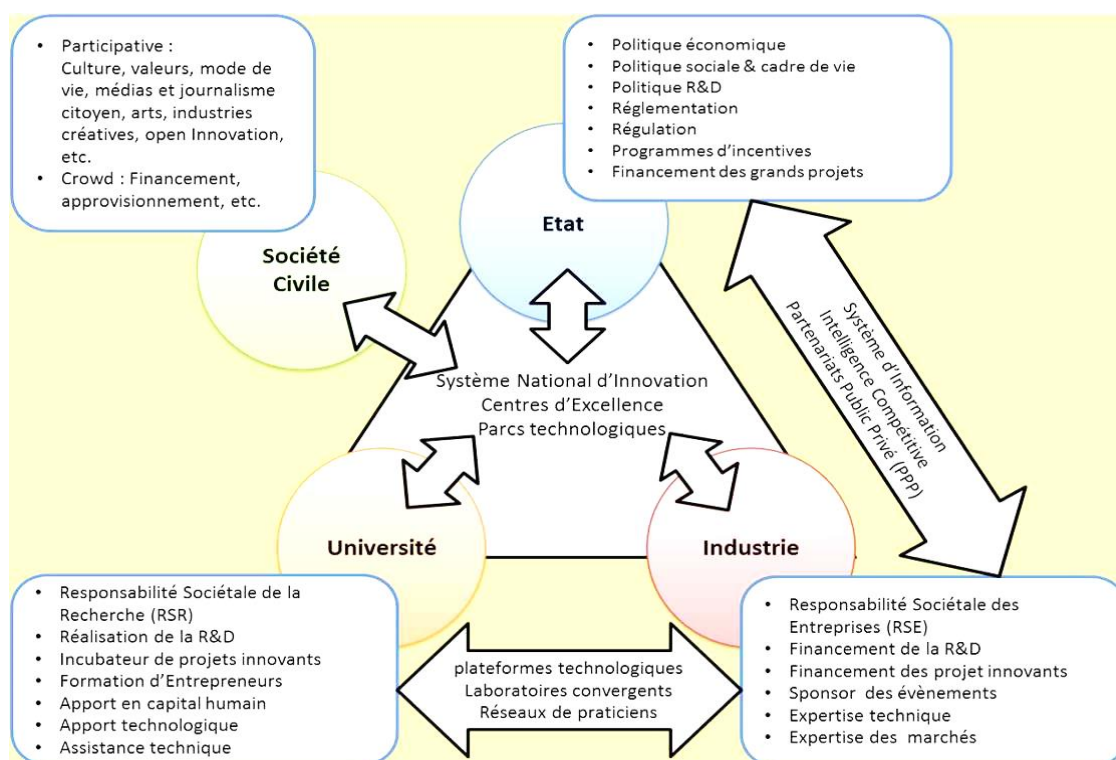 • Participative :
Culture, valeurs, mode de
vie, médias et journalisme
citoyen, arts, industries
créatives, open Innovation,
etc.
• Crowd : Financement,
approvisionnement, etc.
• Politique économique
• Politique sociale & cadre de vie
• Politique R&D
• Réglementation
• Régulation
• Programmes d'incentives
• Financement des grands projets
Société
Civile
Etat
Système d'Information
Intelligence Compétitive
Partenariats Public Privé (PPP)
Système National d'Innovation
Centres d'Excellence
Parcs technologiques
Université
Industrie
• Responsabilité Sociétale de la
Recherche (RSR)
• Réalisation de la R&D
• Incubateur de projets innovants
• Formation d'Entrepreneurs
• Apport en capital humain
• Apport technologique
• Assistance technique
plateformes technologiques
Laboratoires convergents
Réseaux de praticiens
• Responsabilité Sociétale des
Entreprises (RSE)
• Financement de la R&D
• Financement des projet innovants
• Sponsor des évènements
• Expertise technique
• Expertise des marchés